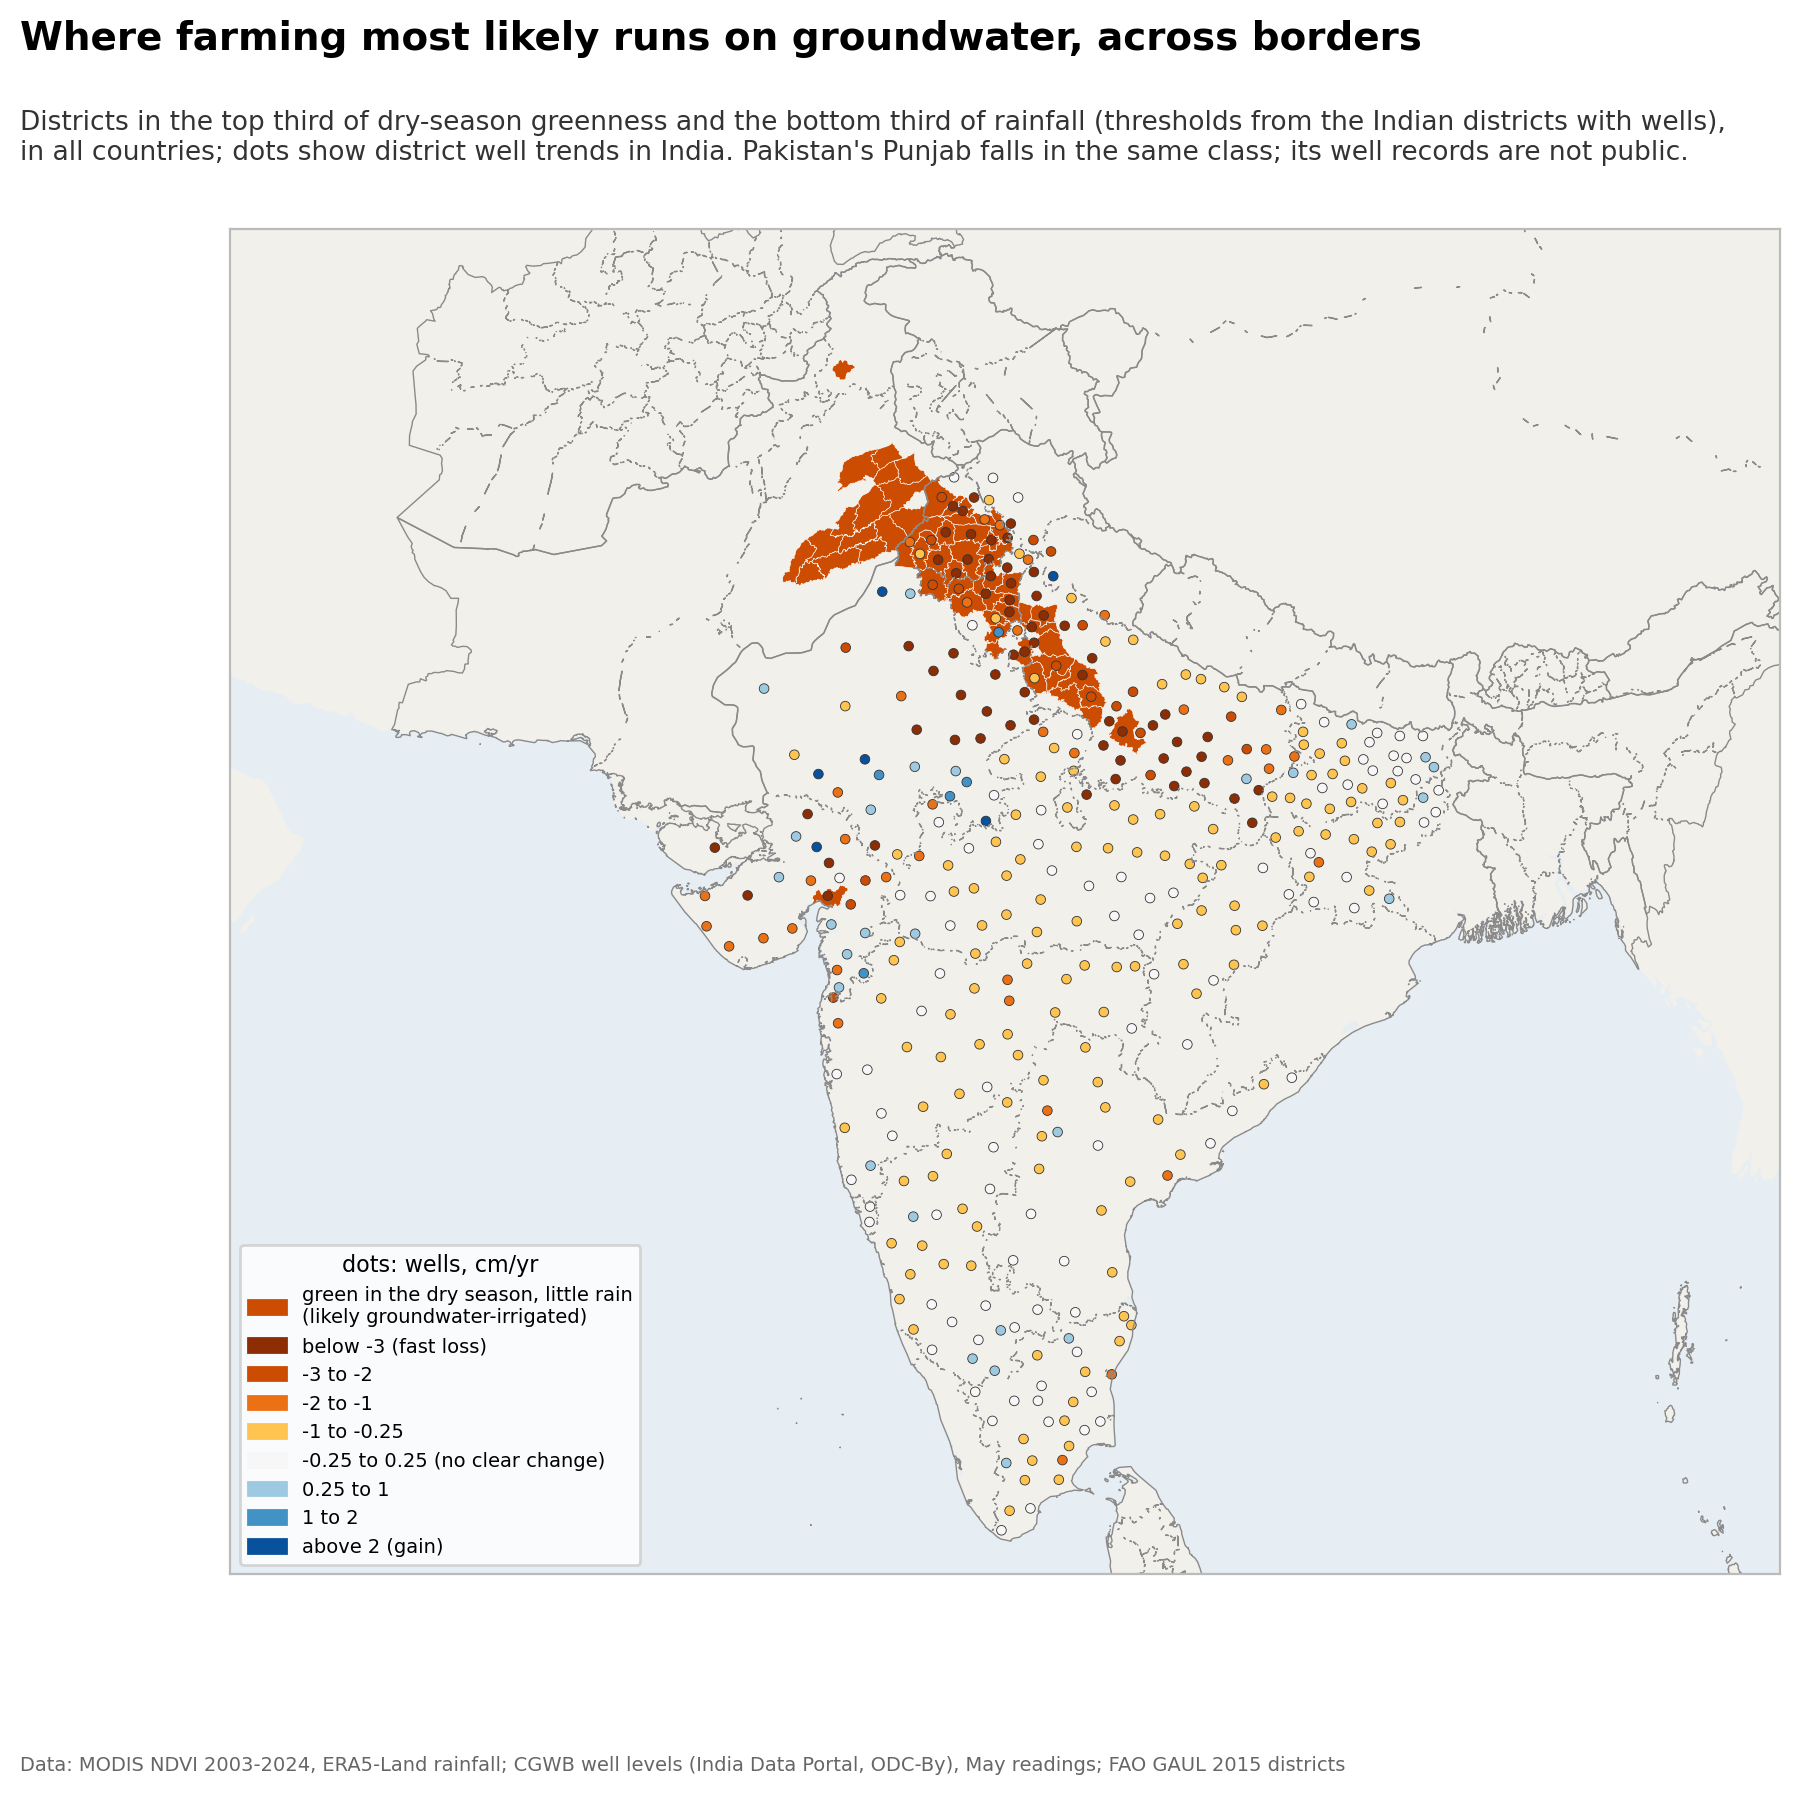 Where farming most likely runs on groundwater, across borders
Districts in the top third of dry-season greenness and the bottom third of rainfall (thresholds from the Indian districts with wells),
in all countries; dots show district well trends in India. Pakistan's Punjab falls in the same class; its well records are not public.
dots: wells, cm/yr
green in the dry season, little rain
(likely groundwater-irrigated)
below -3 (fast loss)
-3 to -2
-2 to -1
-1 to -0.25
-0.25 to 0.25 (no clear change)
0.25 to 1
1 to 2
above 2 (gain)
Data: MODIS NDVI 2003-2024, ERA5-Land rainfall; CGWB well levels (India Data Portal, ODC-By), May readings; FAO GAUL 2015 districts